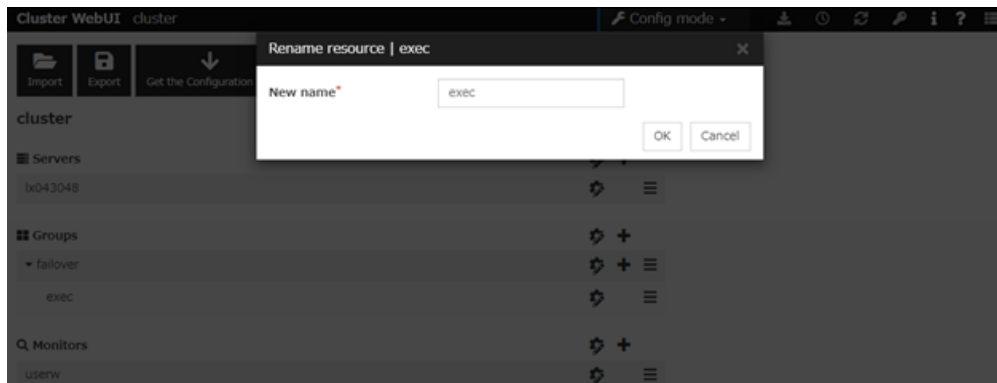 Cluster WebUI cluster
Config mode
Rename resource | exec
Import
Export
Get the Configuration
New name*
exec
OK
Cancel
cluster
Servers
lx043048
Groups
failover
exec
Monitors
userw